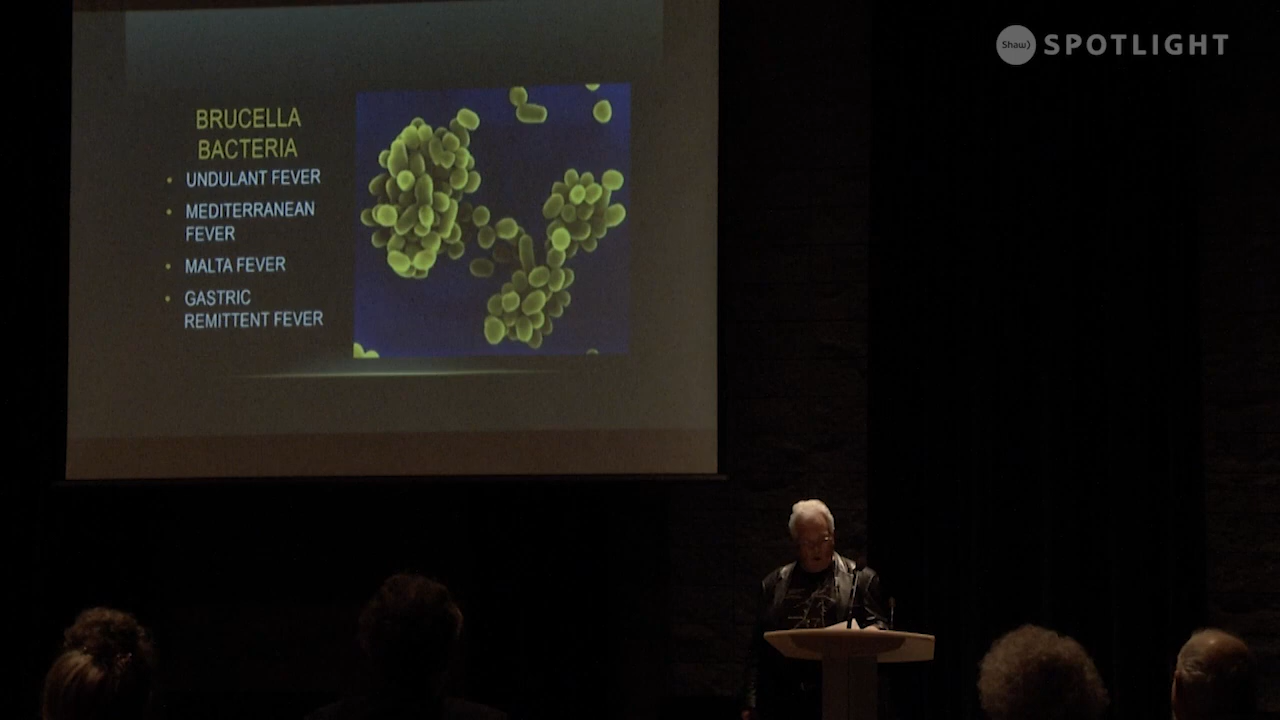 Shaw) SPOTLIGHT
BRUCELLA
BACTERIA
• UNDULANT FEVER
• MEDITERRANEAN
FEVER
• MALTA FEVER
• GASTRIC
REMITTENT FEVER